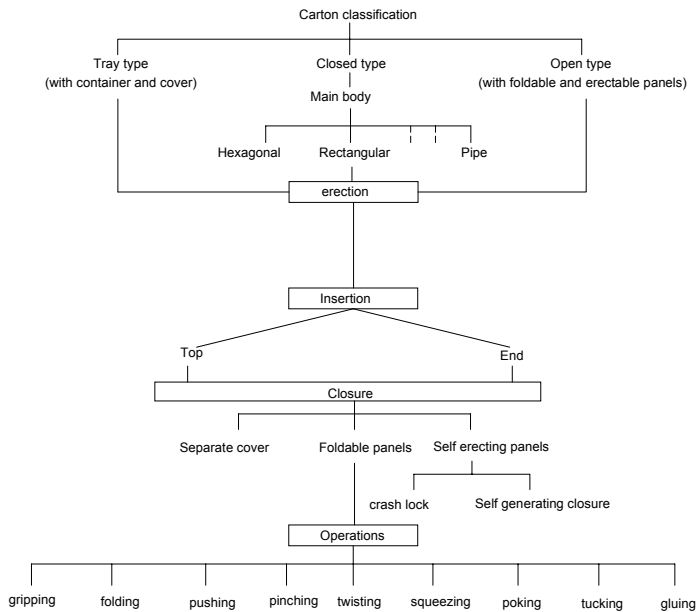 Carton classification
Tray type
(with container and cover)
Closed type
Open type
(with foldable and erectable panels)
Main body
Hexagonal
Rectangular
Pipe
erection
Insertion
Top
End
Closure
Separate cover
Foldable panels
Self erecting panels
crash lock
Self generating closure
Operations
gripping
folding
pushing
pinching
twisting
squeezing
poking
tucking
gluing